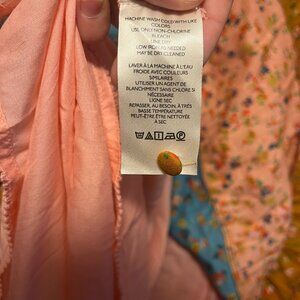 MACHINE WASH COLD WITH LIKE
COLORS
USE ONLY NON-CHLORINE
BLEACH
LINE DRY
LOW IRON AS NEEDED
MAY BE DRY CLEANED
LAVER À LA MACHINE À EAU
FROIDE AVEC COULEURS
SIMILAIRES
UTILISER UN AGENT DE
BLANCHIMENT SANS CHLORE SI
NÉCESSAIRE
LIGNE SEC
REPASSER, AU BESOIN, À TRÈS
BASSE TEMPÉRATURE
PEUT-ÊTRE ÊTRE NETTOYÉE
À SEC